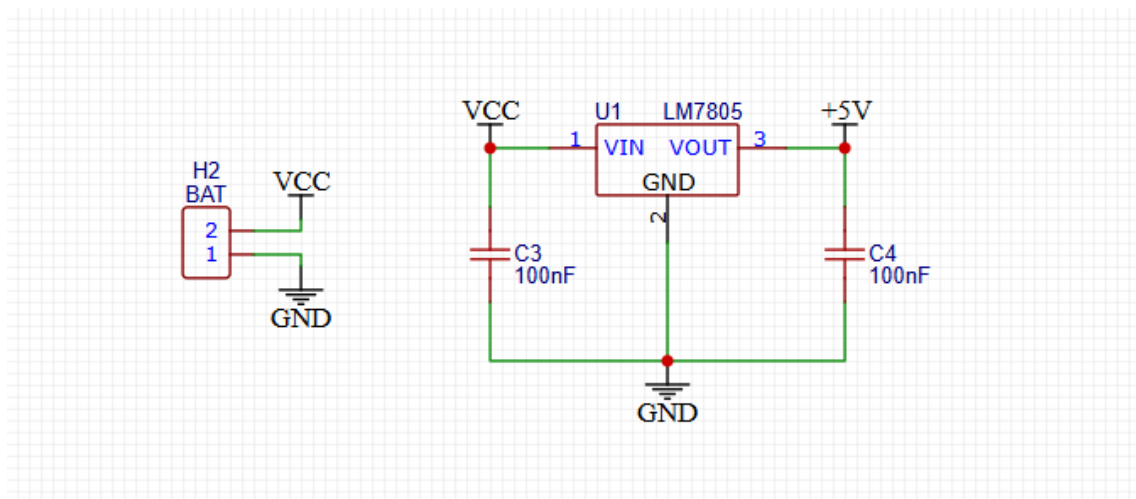 H2
BAT
2
1
VCC
GND
VCC
U1 LM7805
+5V
1 VIN VOUT 3
GND
2
C3
100nF
C4
100nF
GND